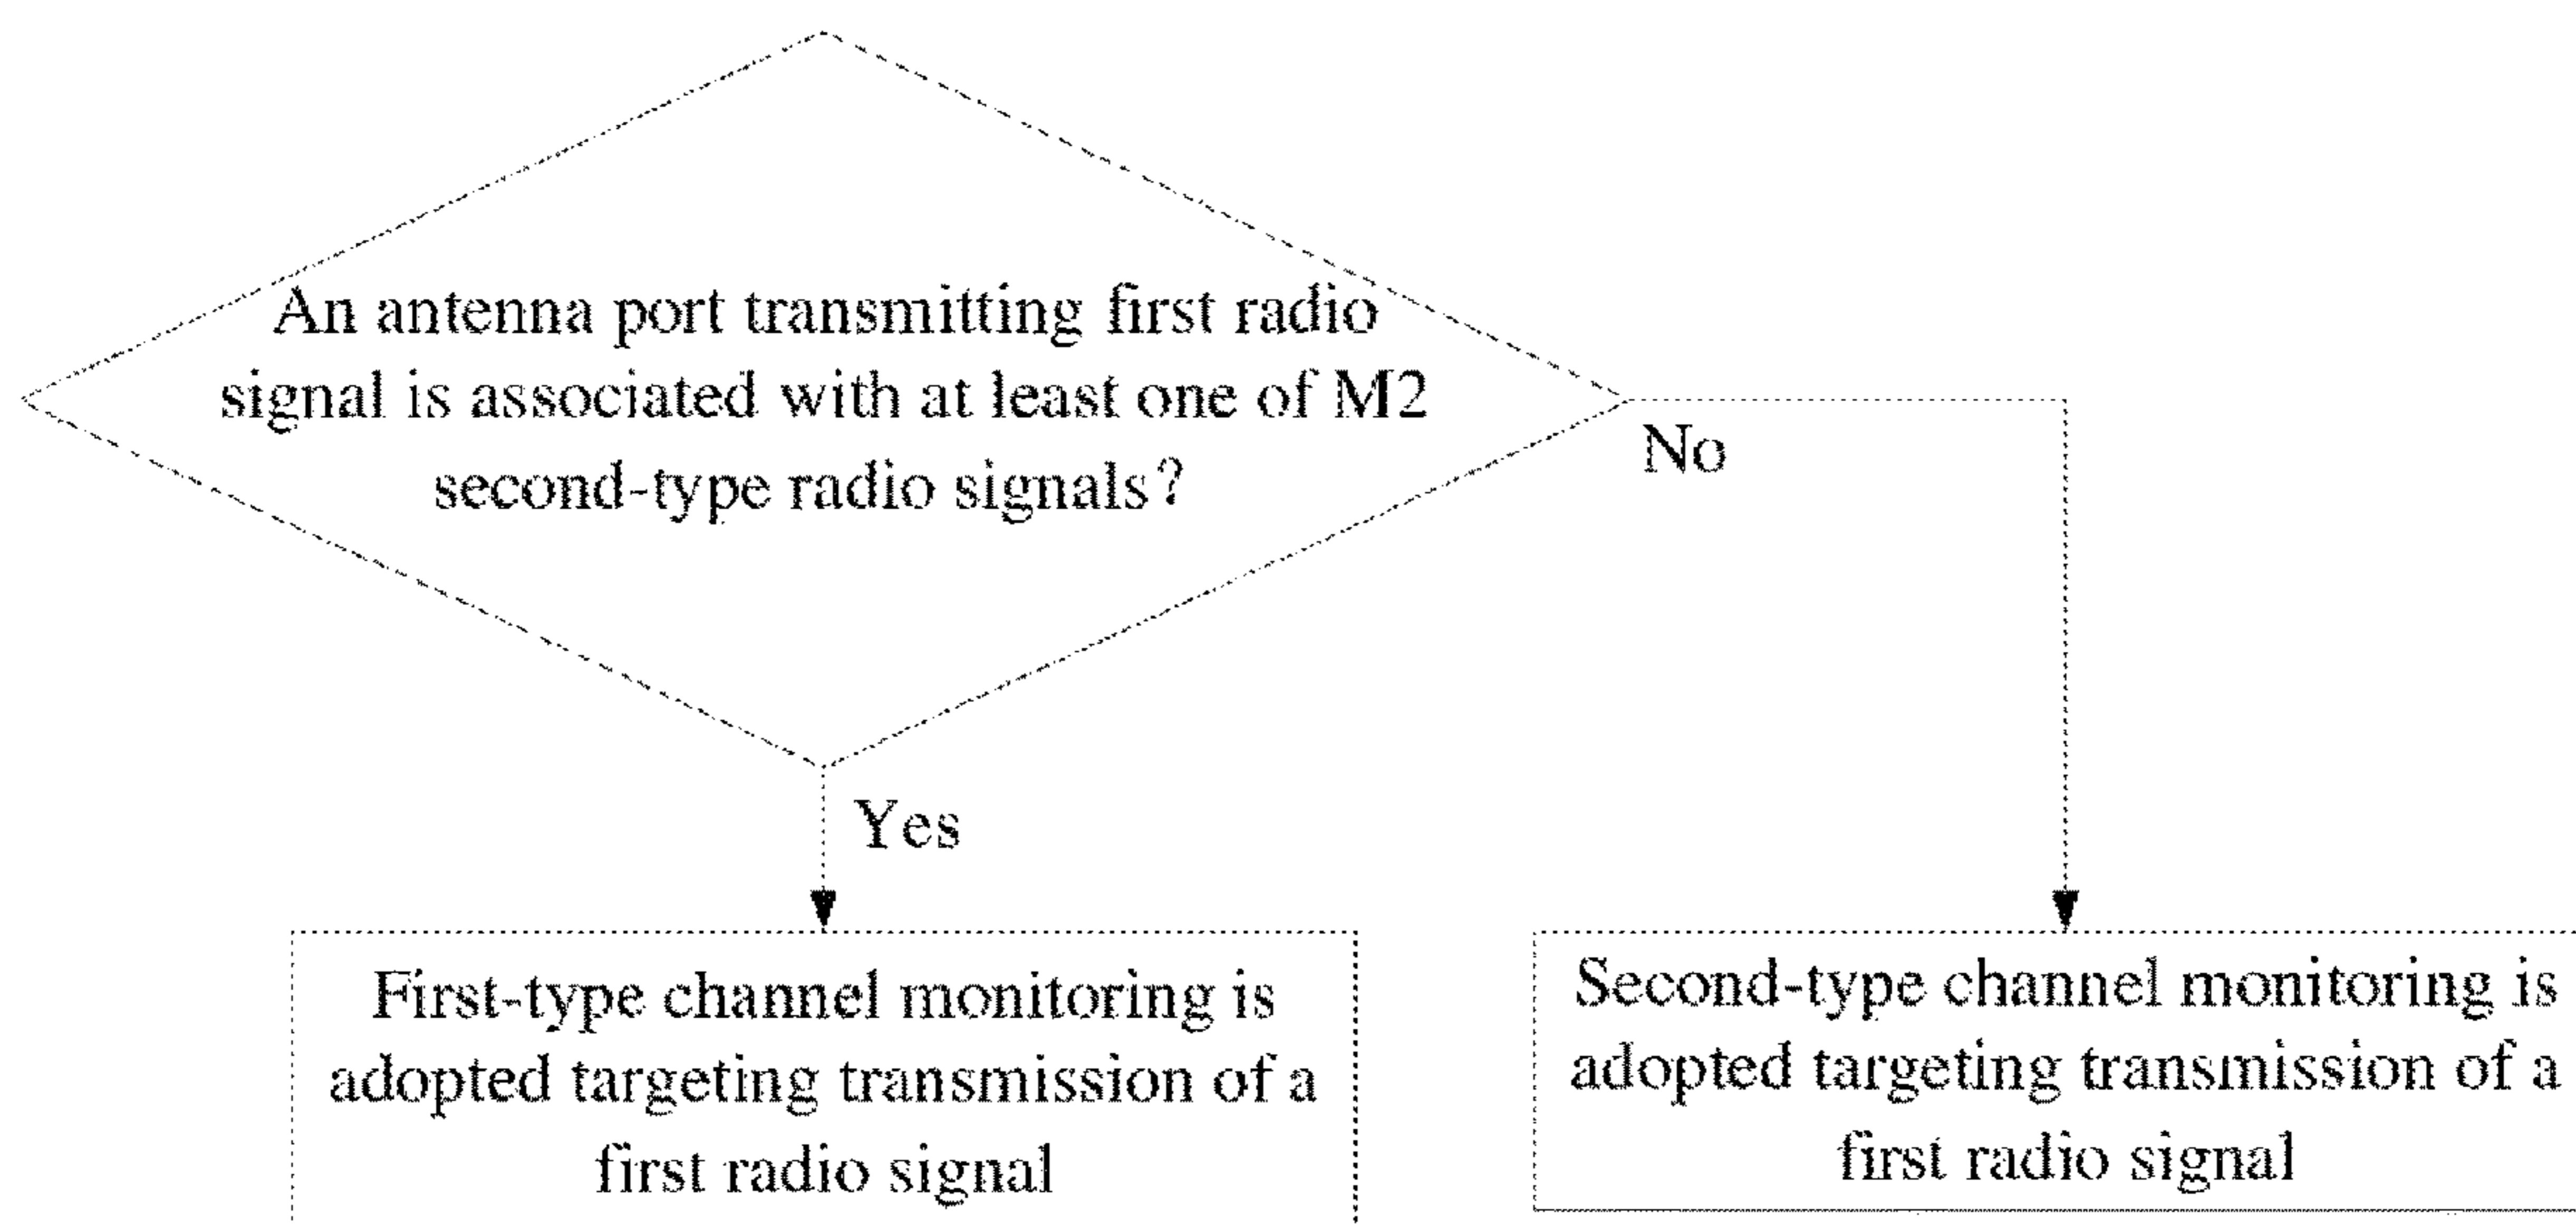 An antenna port transmitting first radio
signal is associated with at least one of M2
second-type radio signals?
No
Yes
First-type channel monitoring is
adopted targeting transmission of a
first radio signal
Second-type channel monitoring is
adopted targeting transmission of a
first radio signal